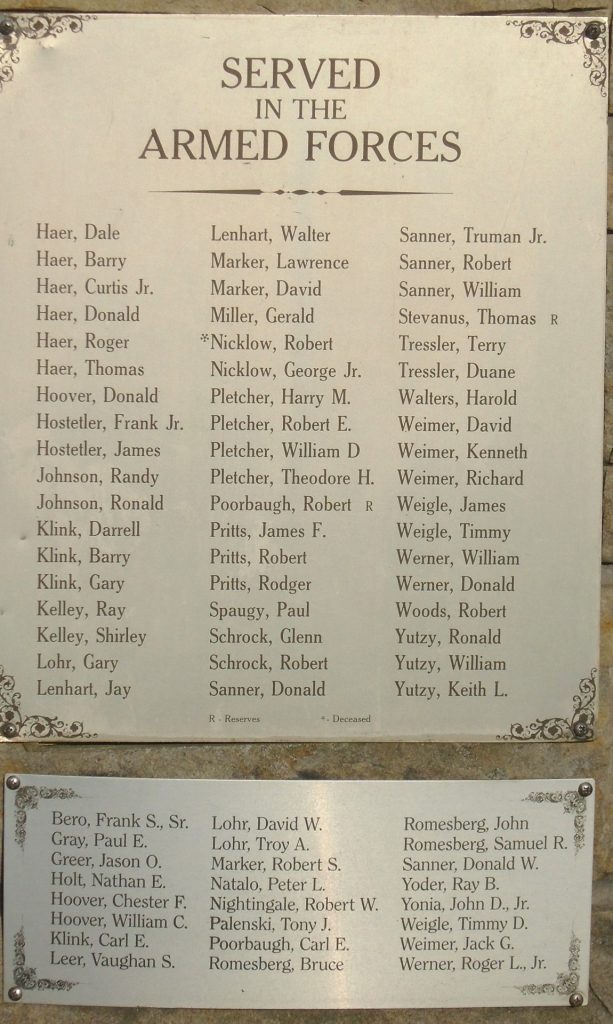 SERVED
IN THE
ARMED FORCES
Haer, Dale
Haer, Barry
Haer, Curtis Jr.
Haer, Donald
Haer, Roger
Haer, Thomas
Hoover, Donald
Hostetler, Frank Jr.
Hostetler, James
Johnson, Randy
Johnson, Ronald
Klink, Darrell
Klink, Barry
Klink, Gary
Kelley, Ray
Kelley, Shirley
Lohr, Gary
Lenhart, Jay
Lenhart, Walter
Marker, Lawrence
Marker, David
Miller, Gerald
*Nicklow, Robert
Nicklow, George Jr.
Pletcher, Harry M.
Pletcher, Robert E.
Pletcher, William D
Pletcher, Theodore H.
Poorbaugh, Robert R
Pritts, James F.
Pritts, Robert
Pritts, Rodger
Spaugy, Paul
Schrock, Glenn
Schrock, Robert
Sanner, Donald
Sanner, Truman Jr.
Sanner, Robert
Sanner, William
Stevanus, Thomas R
Tressler, Terry
Tressler, Duane
Walters, Harold
Weimer, David
Weimer, Kenneth
Weimer, Richard
Weigle, James
Weigle, Timmy
Werner, William
Werner, Donald
Woods, Robert
Yutzy, Ronald
Yutzy, William
Yutzy, Keith L.
R - Reserves *- Deceased
Bero, Frank S., Sr.
Gray, Paul E.
Greer, Jason O.
Holt, Nathan E.
Hoover, Chester F.
Hoover, William C.
Klink, Carl E.
Leer, Vaughan S.
Lohr, David W.
Lohr, Troy A.
Marker, Robert S.
Natalo, Peter L.
Nightingale, Robert W.
Palenski, Tony J.
Poorbaugh, Carl E.
Romesberg, Bruce
Romesberg, John
Romesberg, Samuel R.
Sanner, Donald W.
Yoder, Ray B.
Yonia, John D., Jr.
Weigle, Timmy D.
Weimer, Jack G.
Werner, Roger L., Jr.